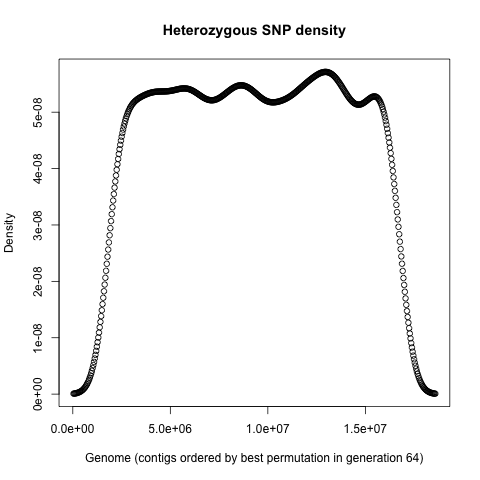 Heterozygous SNP density
Density
5e-08
4e-08
3e-08
2e-08
1e-08
0e+00
0.0e+00 5.0e+06 1.0e+07 1.5e+07
Genome (contigs ordered by best permutation in generation 64)